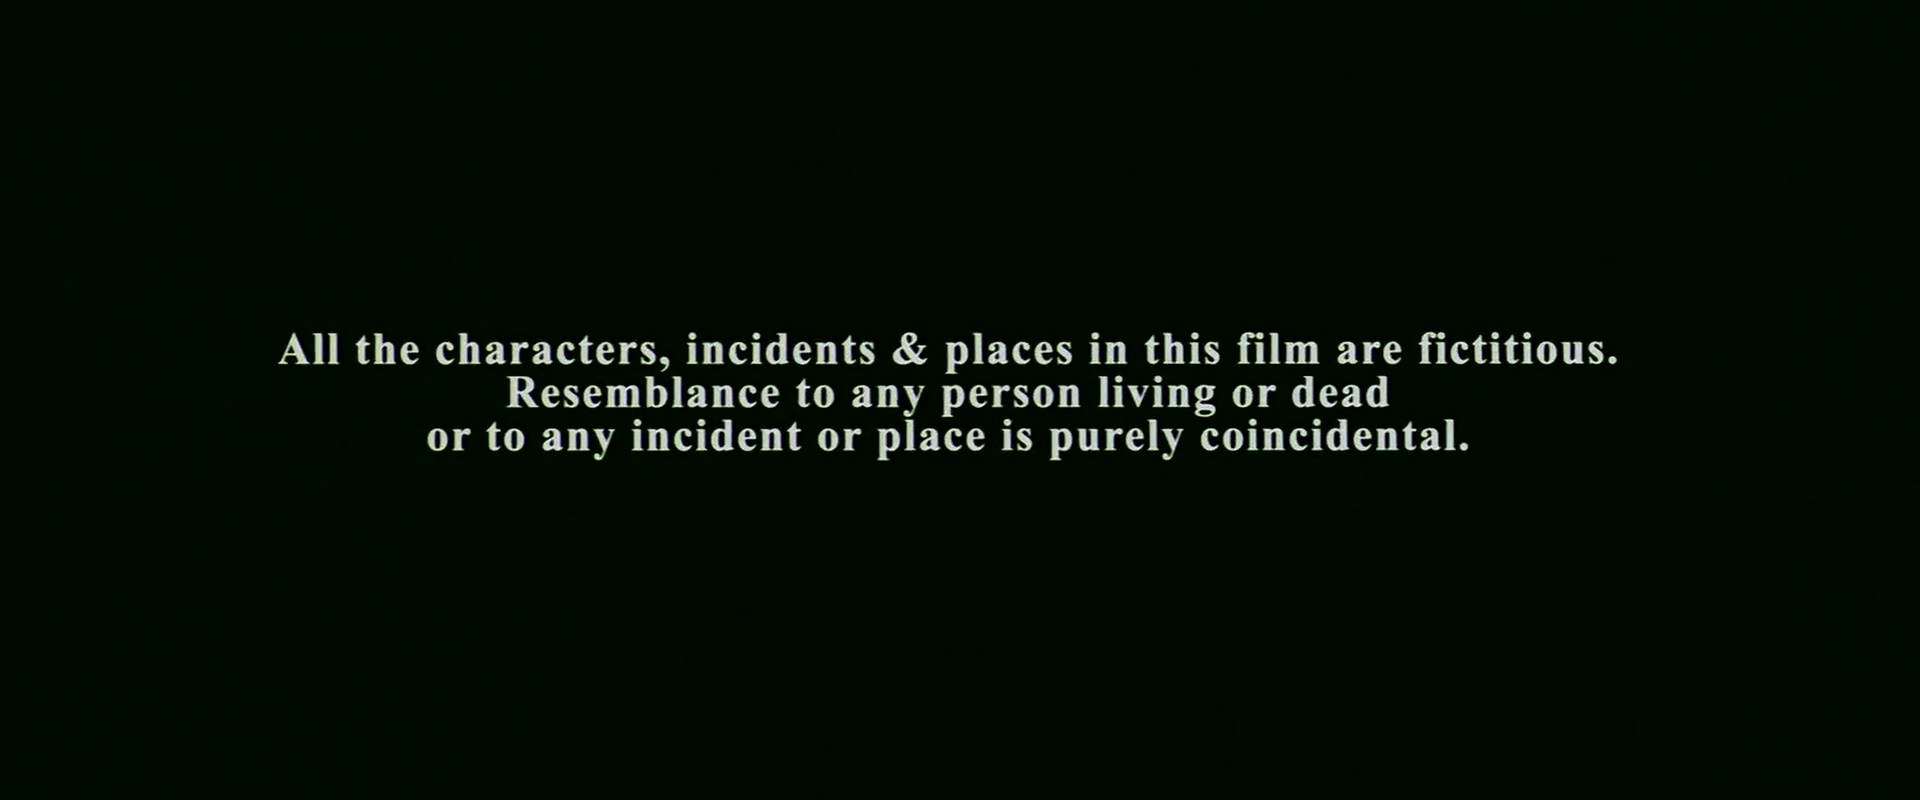 All the characters, incidents & places in this film are fictitious.
Resemblance to any person living or dead
or to any incident or place is purely coincidental.